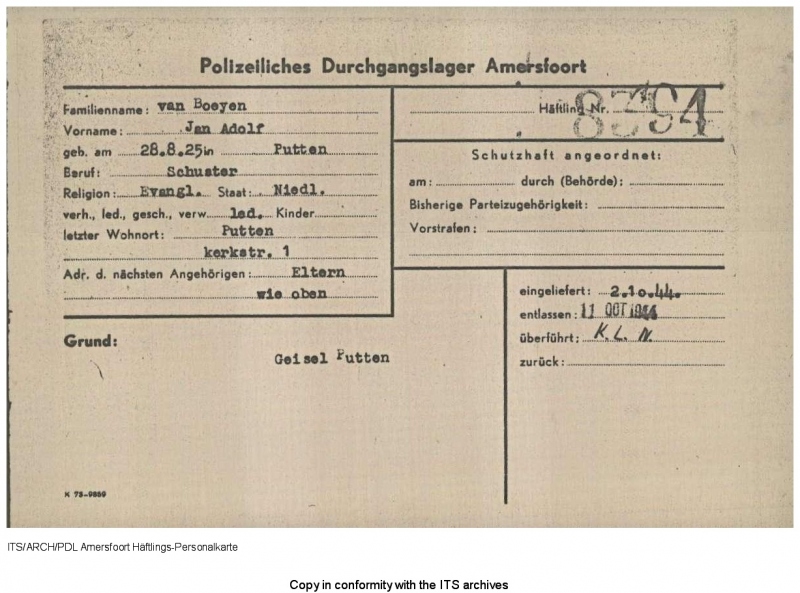 Polizeiliches Durchgangslager Amersfoort
Familienname: van Boeyen
Vorname: Jan Adolf
geb. am 28.8.25 in Putten
Beruf: Schuster
Religion: Evangl. Staat: Niedl.
verh., led., gesch., verw. led. Kinder
letzter Wohnort: Putten
kerkstr. 1
Adr. d. nächsten Angehörigen: Eltern
wie oben
Häftling Nr. 8394
Schutzhaft angeordnet:
am: durch (Behörde):
Bisherige Parteizugehörigkeit:
Vorstrafen:
Grund:
Geisel Putten
eingeliefert: 2.10.44.
entlassen: 11 OCT 1944
überführt: K. L. N.
zurück:
K 73-9859
ITS/ARCH/PDL Amersfoort Häftlings-Personalkarte
Copy in conformity with the ITS archives